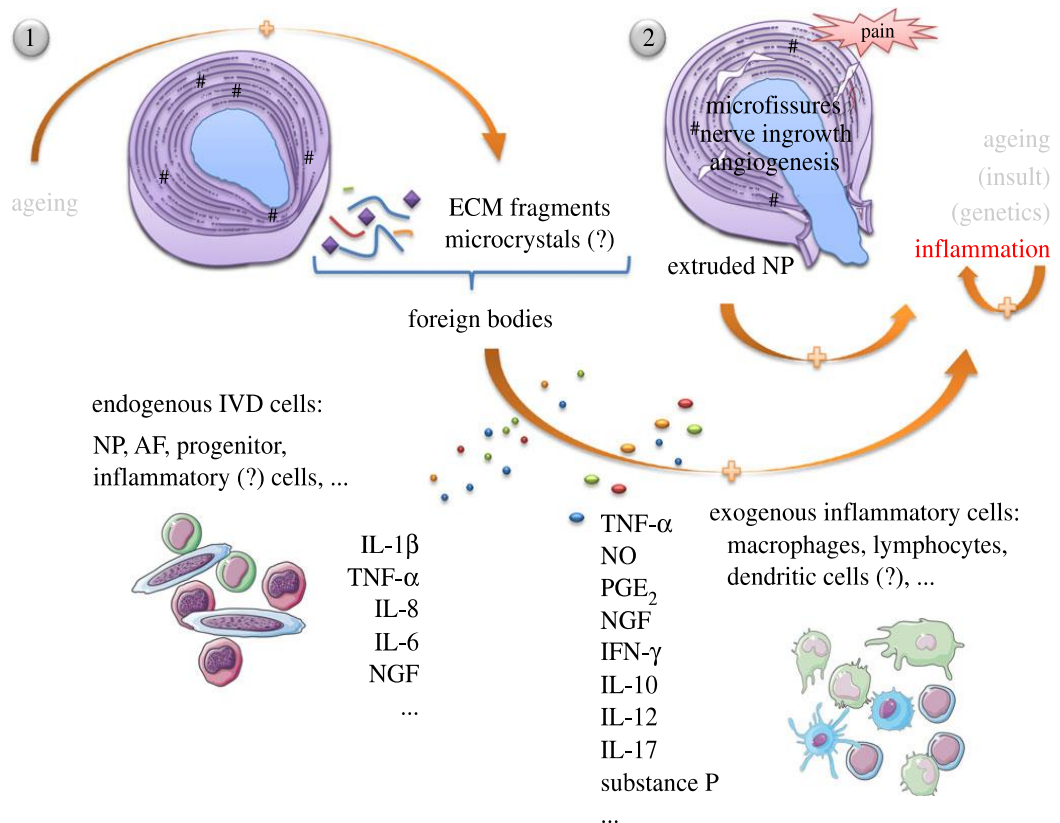 1
ageing
#
#
#
#
#
#
ECM fragments
microcrystals (?)
foreign bodies
2
pain
#
microfissures
#
nerve ingrowth
angiogenesis
#
extruded NP
ageing
(insult)
(genetics)
inflammation
endogenous IVD cells:
NP, AF, progenitor,
inflammatory (?) cells, ...
IL-1β
TNF-α
IL-8
IL-6
NGF
...
TNF-α
NO
PGE₂
NGF
IFN-γ
IL-10
IL-12
IL-17
substance P
...
exogenous inflammatory cells:
macrophages, lymphocytes,
dendritic cells (?), ...